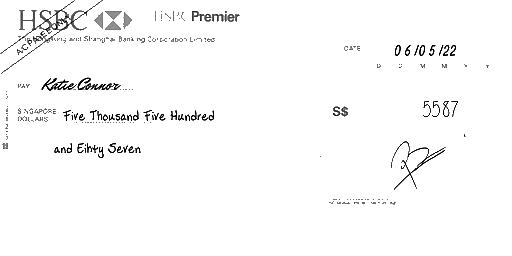 HSBC HSBC Premier
The Hongkong and Shanghai Banking Corporation Limited
AC PAYEE ONLY
DATE 06/05/22
D D M M Y Y
PAY Katie Connor
SINGAPORE DOLLARS Five Thousand Five Hundred
and Eihty Seven
S$ 5587